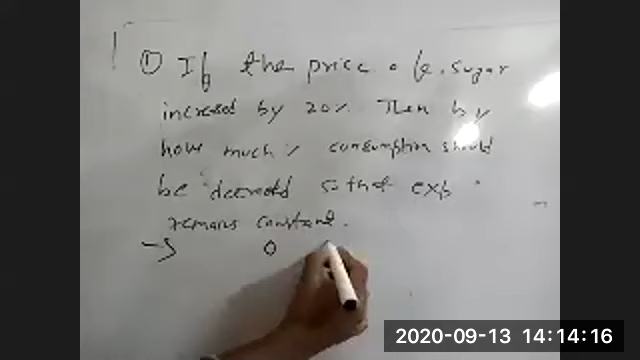 ① If the price of sugar
increased by 20% Then by
how much % consumption should
be decreased so that exp
remains constant.
→ O
2020-09-13 14:14:16